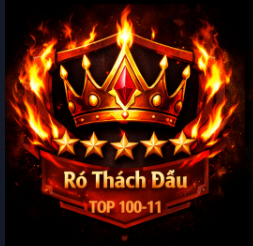 Ró Thách Đấu
TOP 100-11